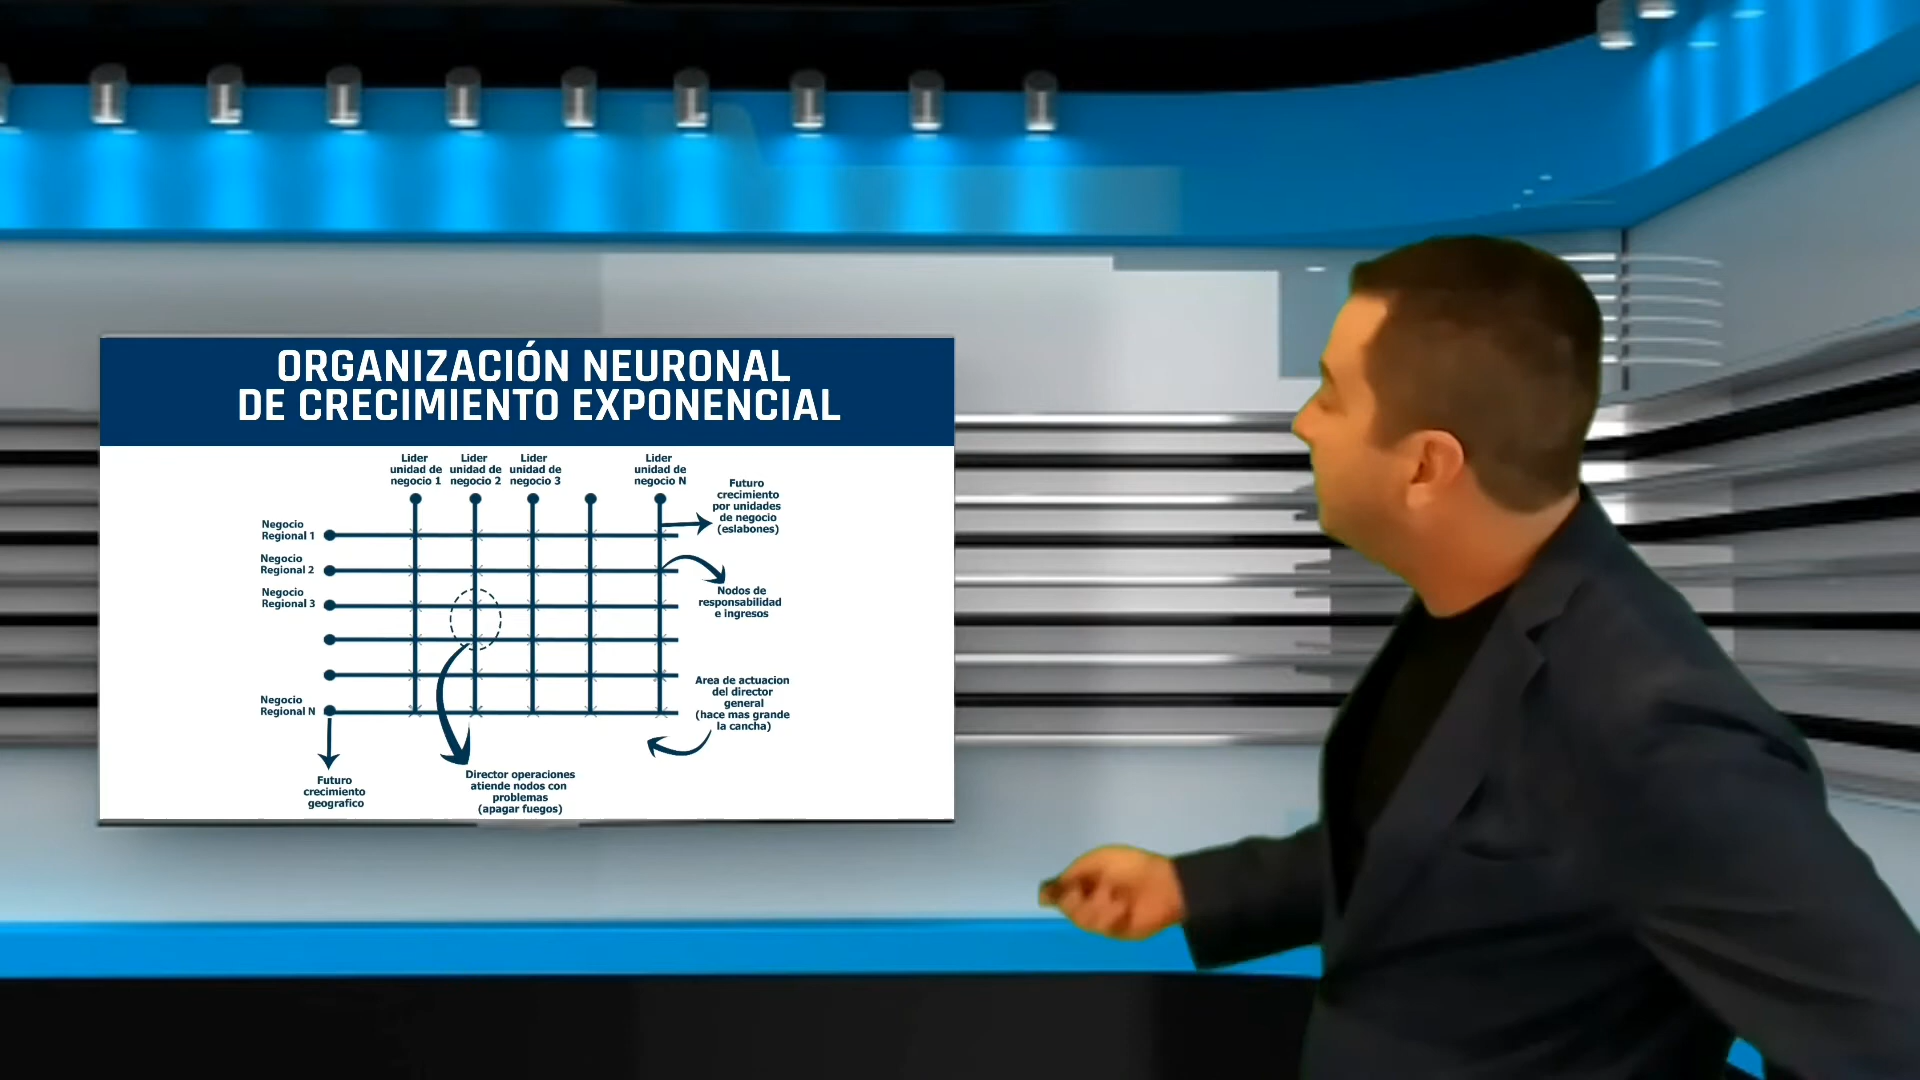 ORGANIZACIÓN NEURONAL
DE CRECIMIENTO EXPONENCIAL
Lider
unidad de
negocio 1
Lider
unidad de
negocio 2
Lider
unidad de
negocio 3
Lider
unidad de
negocio N
Futuro
crecimiento
por unidades
de negocio
(eslabones)
Negocio
Regional 1
Negocio
Regional 2
Negocio
Regional 3
Nodos de
responsabilidad
e ingresos
Negocio
Regional N
Area de actuacion
del director
general
(hace mas grande
la cancha)
Futuro
crecimiento
geografico
Director operaciones
atiende nodos con
problemas
(apagar fuegos)